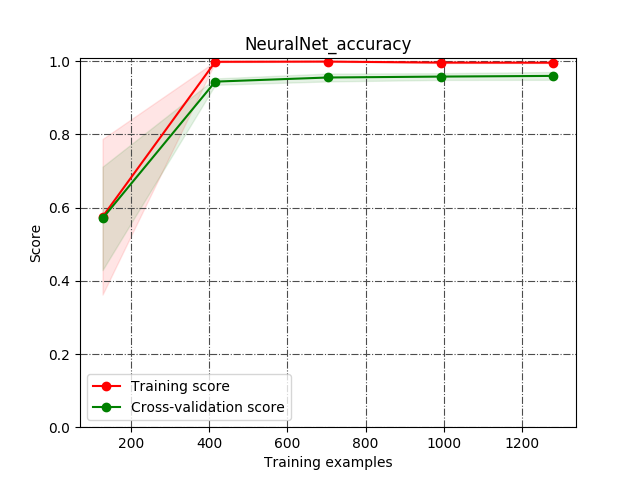 NeuralNet_accuracy
1.0
0.8
0.6
0.4
0.2
0.0
Score
Training score
Cross-validation score
200 400 600 800 1000 1200
Training examples